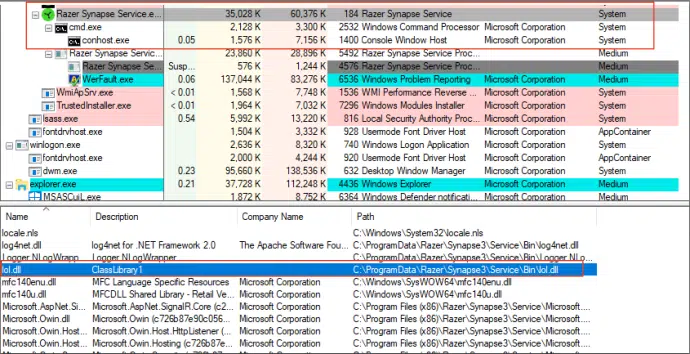 Razer Synapse Service.e... 35,028 K 60,376 K 184 Razer Synapse Service System
cmd.exe 2,128 K 3,300 K 2532 Windows Command Processor Microsoft Corporation System
conhost.exe 0.05 1,576 K 7,156 K 1400 Console Window Host Microsoft Corporation System
Razer Synapse Servic... 23,860 K 28,896 K 5492 Razer Synapse Service Proc... Medium
Razer Synapse Se... Susp... 576 K 1,244 K 4576 Razer Synapse Service Proc... Medium
WerFault.exe 0.06 137,044 K 83,276 K 6536 Windows Problem Reporting Microsoft Corporation Medium
WmiApSrv.exe < 0.01 1,568 K 7,748 K 1536 WMI Performance Reverse ... Microsoft Corporation System
TrustedInstaller.exe < 0.01 1,964 K 7,032 K 7296 Windows Modules Installer Microsoft Corporation System
lsass.exe 0.54 5,992 K 13,220 K 816 Local Security Authority Proc... Microsoft Corporation System
fontdrvhost.exe 1,504 K 3,332 K 928 Usermode Font Driver Host Microsoft Corporation AppContainer
winlogon.exe 2,636 K 8,320 K 740 Windows Logon Application Microsoft Corporation System
fontdrvhost.exe 2,000 K 4,244 K 920 Usermode Font Driver Host Microsoft Corporation AppContainer
dwm.exe 0.23 95,660 K 138,536 K 632 Desktop Window Manager Microsoft Corporation System
explorer.exe 0.21 37,728 K 112,248 K 4436 Windows Explorer Microsoft Corporation Medium
MSASCuiL.exe 1,872 K 8,752 K 6364 Windows Defender notificati... Microsoft Corporation Medium
Name Description Company Name Path
locale.nls C:\Windows\System32\locale.nls
log4net.dll log4net for .NET Framework 2.0 The Apache Software Fou... C:\ProgramData\Razer\Synapse3\Service\Bin\log4net.dll
Logger.NLogWrapp... Logger.NLogWrapper C:\ProgramData\Razer\Synapse3\Service\Bin\Logger.NLo...
lol.dll ClassLibrary1 C:\ProgramData\Razer\Synapse3\Service\Bin\lol.dll
mfc140enu.dll MFC Language Specific Resources Microsoft Corporation C:\Windows\SysWOW64\mfc140enu.dll
mfc140u.dll MFCDLL Shared Library - Retail Ve... Microsoft Corporation C:\Windows\SysWOW64\mfc140u.dll
Microsoft.AspNet.Si... Microsoft.AspNet.SignalR.Core (c2... Microsoft Corporation C:\Program Files (x86)\Razer\Synapse3\Service\Microsoft....
Microsoft.Owin.dll Microsoft.Owin (c726b87e90c056... Microsoft Corporation C:\Program Files (x86)\Razer\Synapse3\Service\Microsoft....
Microsoft.Owin.Host... Microsoft.Owin.Host.HttpListener (... Microsoft Corporation C:\Program Files (x86)\Razer\Synapse3\Service\Microsoft....
Microsoft.Owin.Hosti... Microsoft.Owin.Hosting (c726b87e... Microsoft Corporation C:\Program Files (x86)\Razer\Synapse3\Service\Microsoft....